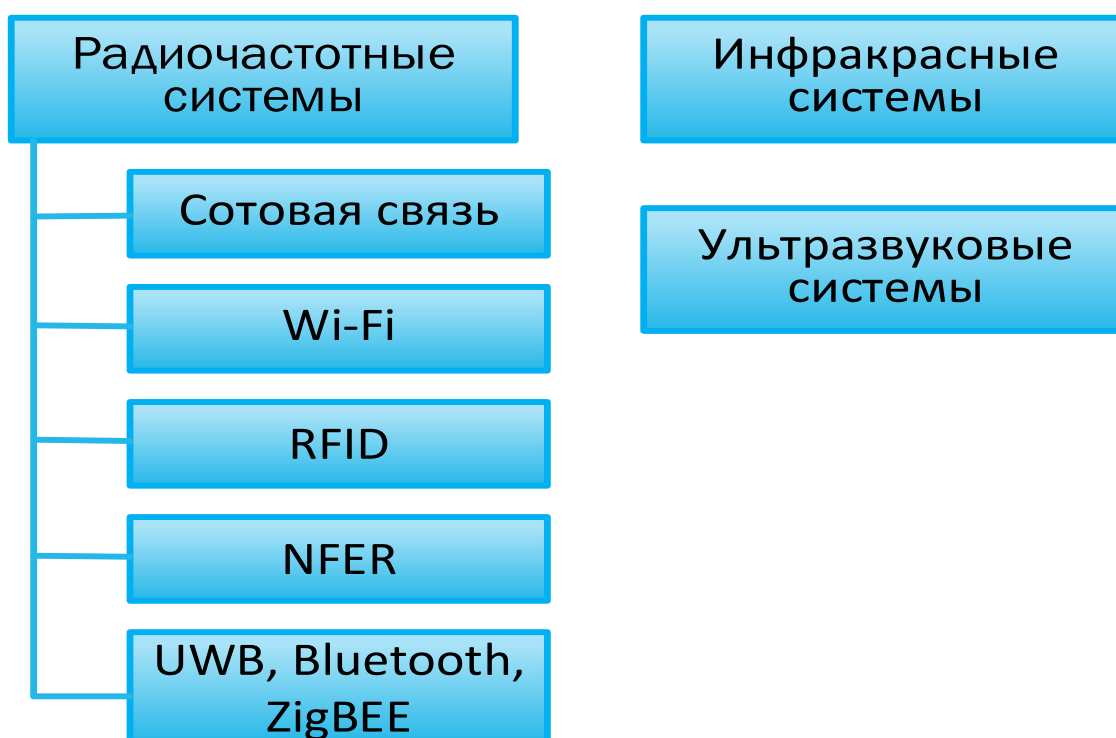 Радиочастотные
системы
Сотовая связь
Wi-Fi
RFID
NFER
UWB, Bluetooth,
ZigBEE
Инфракрасные
системы
Ультразвуковые
системы